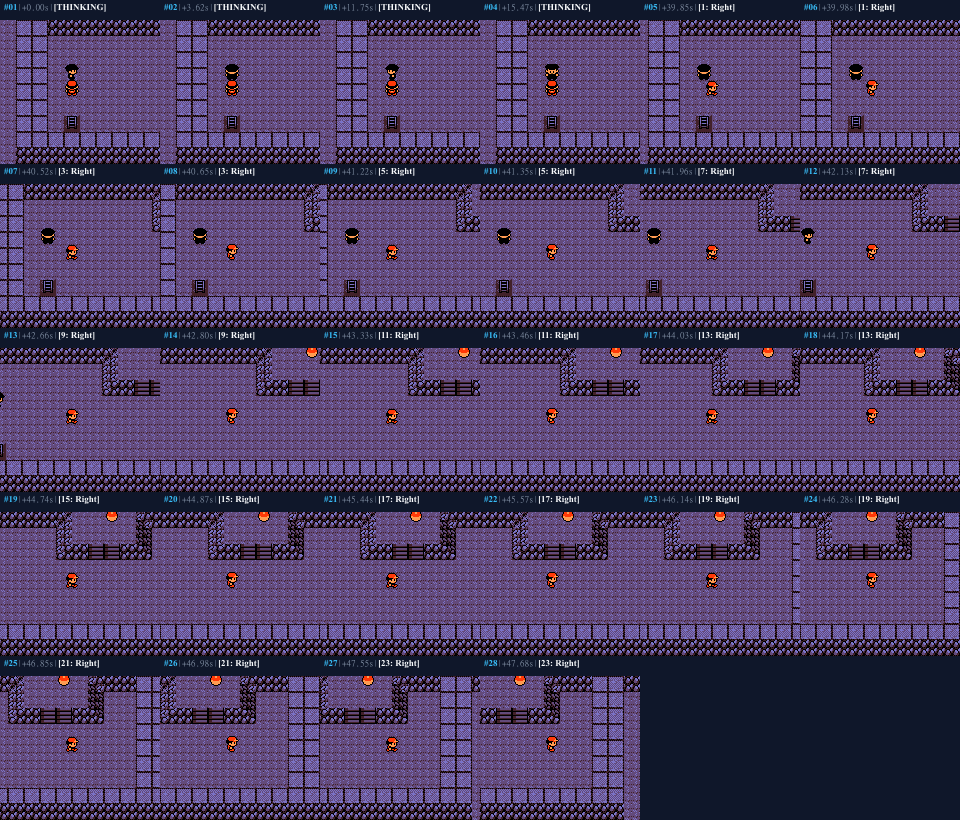 #01|+0.00s|[THINKING] #02|+3.62s|[THINKING] #03|+11.75s|[THINKING] #04|+15.47s|[THINKING] #05|+39.85s|[1: Right] #06|+39.98s|[1: Right]
#07|+40.52s|[3: Right] #08|+40.65s|[3: Right] #09|+41.22s|[5: Right] #10|+41.35s|[5: Right] #11|+41.96s|[7: Right] #12|+42.13s|[7: Right]
#13|+42.66s|[9: Right] #14|+42.80s|[9: Right] #15|+43.33s|[11: Right] #16|+43.46s|[11: Right] #17|+44.03s|[13: Right] #18|+44.17s|[13: Right]
#19|+44.74s|[15: Right] #20|+44.87s|[15: Right] #21|+45.44s|[17: Right] #22|+45.57s|[17: Right] #23|+46.14s|[19: Right] #24|+46.28s|[19: Right]
#25|+46.85s|[21: Right] #26|+46.98s|[21: Right] #27|+47.55s|[23: Right] #28|+47.68s|[23: Right]